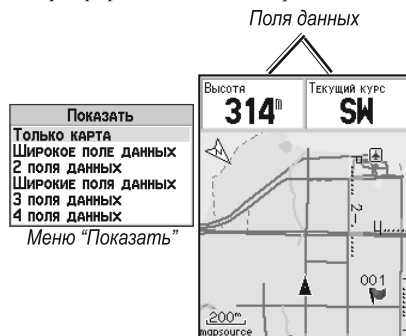 Поля данных
Высота
314м
Текущий курс
SW
Показать
Только карта
Широкое поле данных
2 поля данных
Широкие поля данных
3 поля данных
4 поля данных
Меню "Показать"
001
200м
mapsource